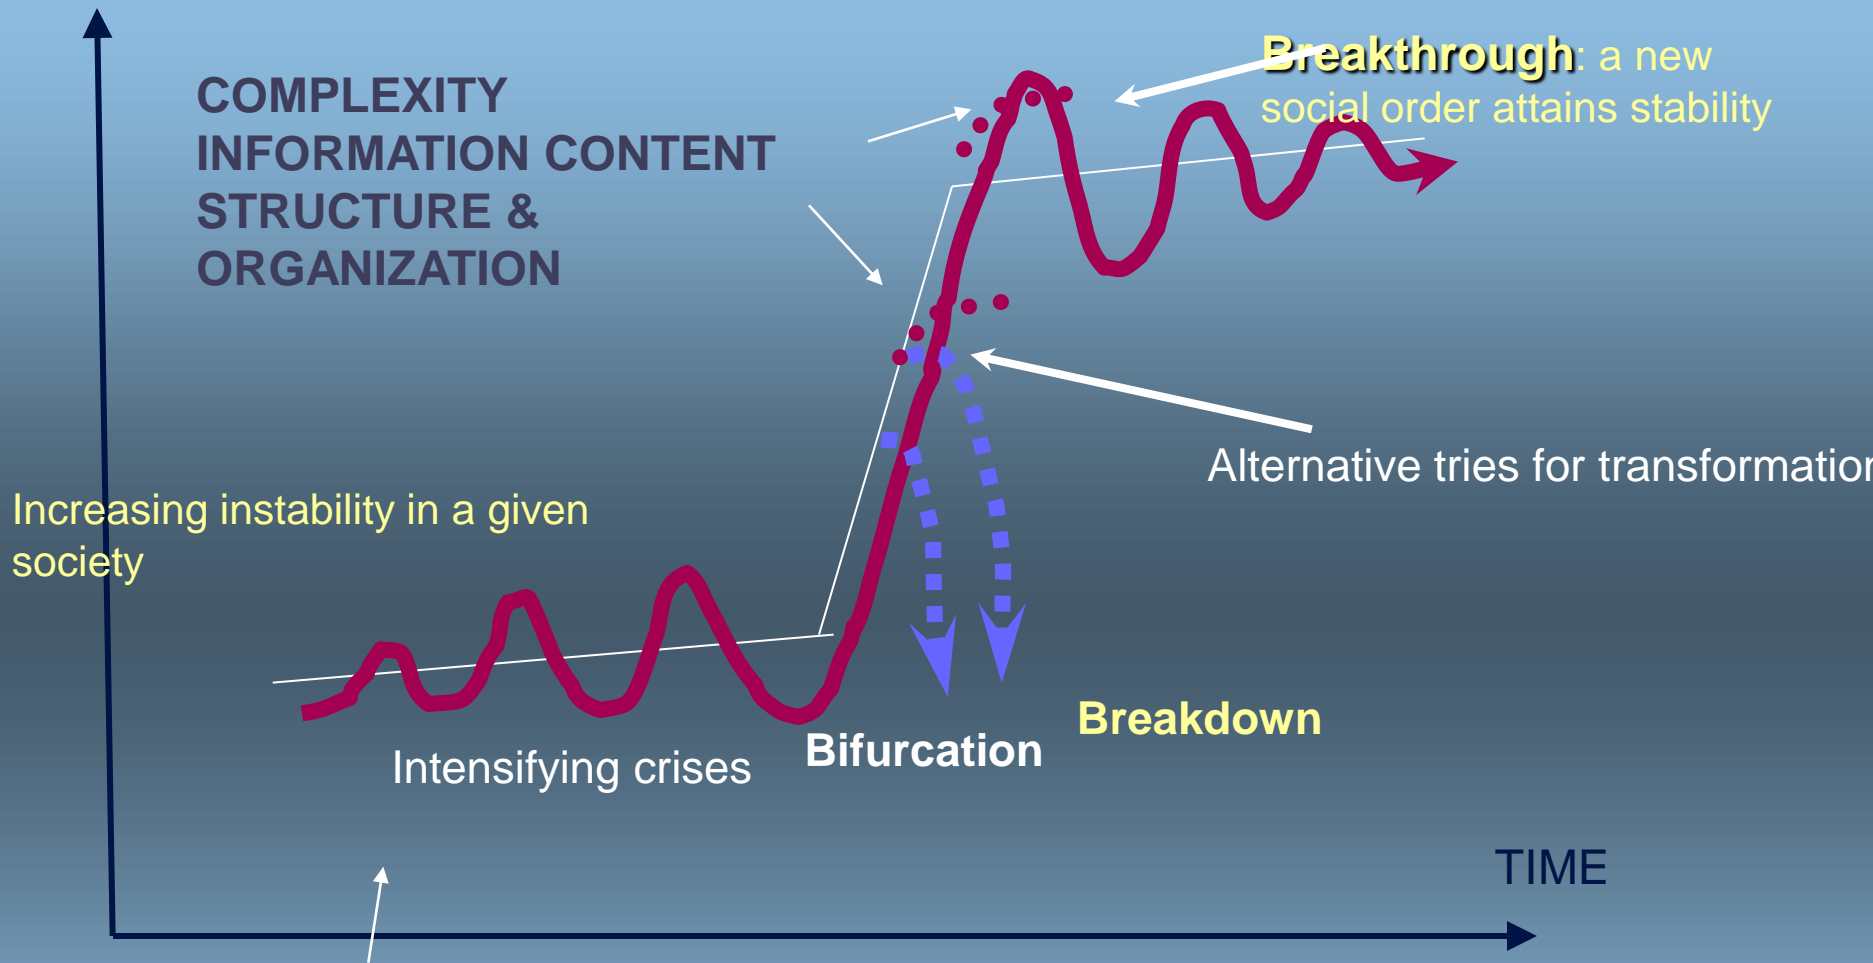 COMPLEXITY
INFORMATION CONTENT
STRUCTURE &
ORGANIZATION
Breakthrough: a new
social order attains stability
Alternative tries for transformation
Increasing instability in a given
society
Intensifying crises
Bifurcation
Breakdown
TIME